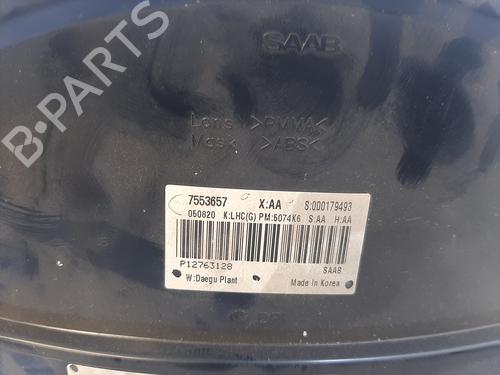 SAAB
Lens >PMMA<
Mask >ABS<
7553657 X:AA S:000179493
050820 K:LHC(G) PM:5074K6 S:AA H:AA
P12763128 SAAB
W:Daegu Plant Made In Korea
B-PARTS